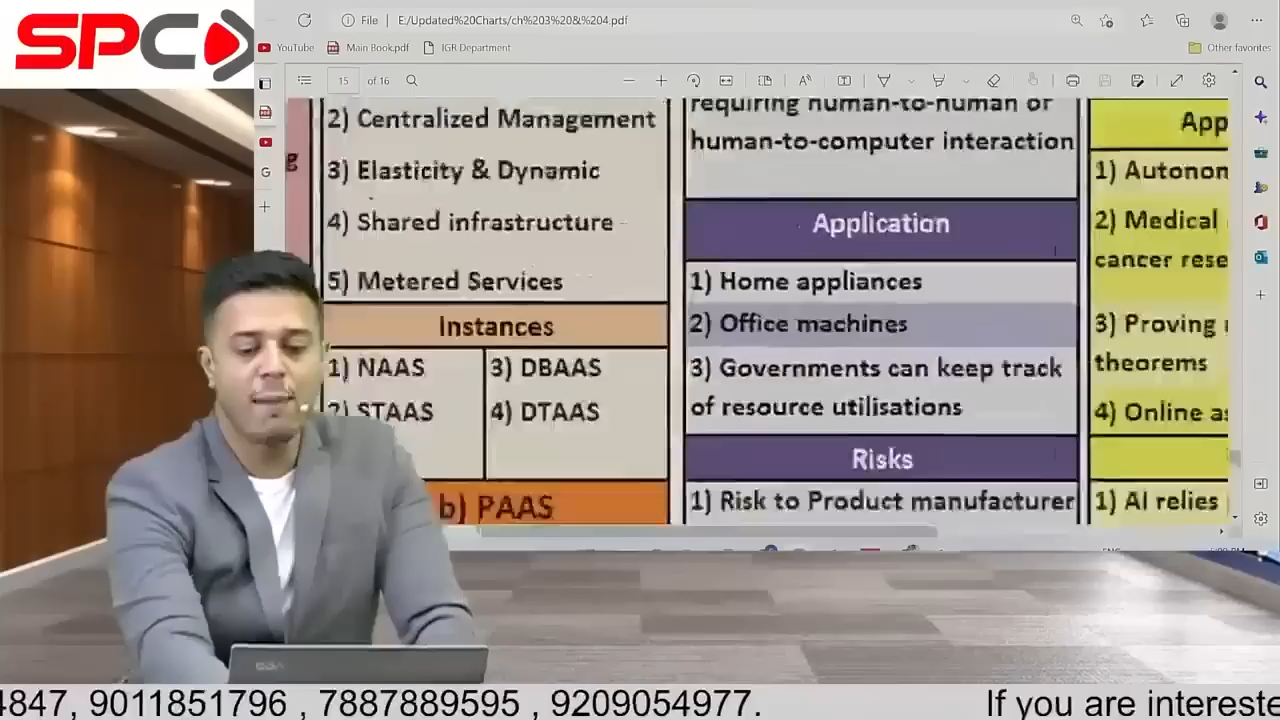 SPC
File
E:/Updated%20Charts/ch%203%20&%204.pdf
YouTube
Main Book.pdf
IGR Department
Other favorites
15 of 16
2) Centralized Management
3) Elasticity & Dynamic
4) Shared infrastructure
5) Metered Services
Instances
1) NAAS
3) DBAAS
2) STAAS
4) DTAAS
b) PAAS
requiring human-to-human or
human-to-computer interaction
Application
1) Home appliances
2) Office machines
3) Governments can keep track
of resource utilisations
Risks
1) Risk to Product manufacturer
App
1) Autonon
2) Medical
cancer rese
3) Proving
theorems
4) Online as
1) AI relies
4847, 9011851796 , 7887889595 , 9209054977.
If you are intereste